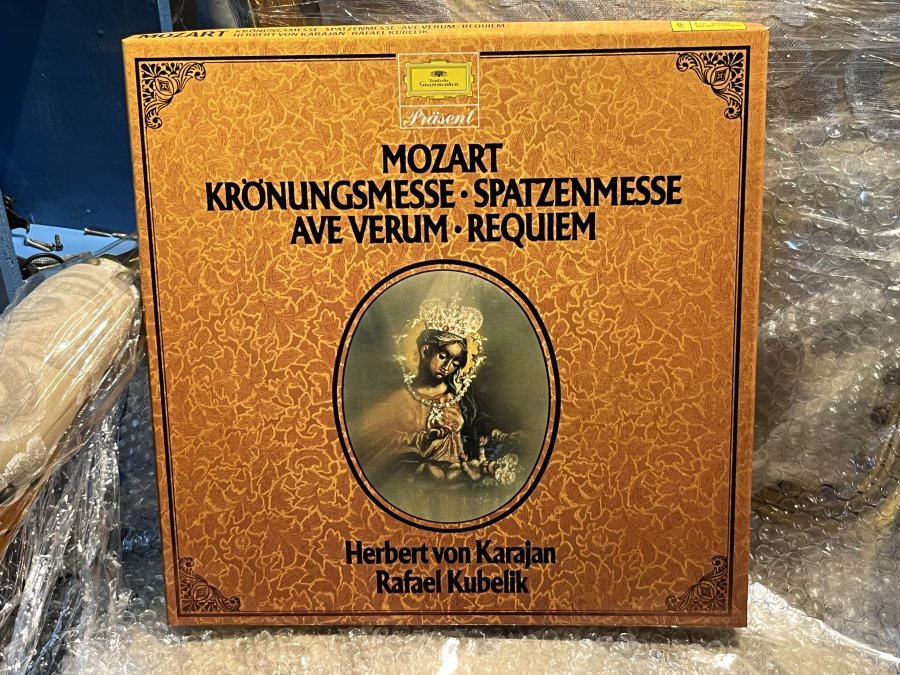 MOZART KRÖNUNGSMESSE · SPATZENMESSE · AVE VERUM · REQUIEM
HERBERT VON KARAJAN · RAFAEL KUBELIK
Deutsche
Grammophon
Präsent
MOZART
KRÖNUNGSMESSE · SPATZENMESSE
AVE VERUM · REQUIEM
Herbert von Karajan
Rafael Kubelik